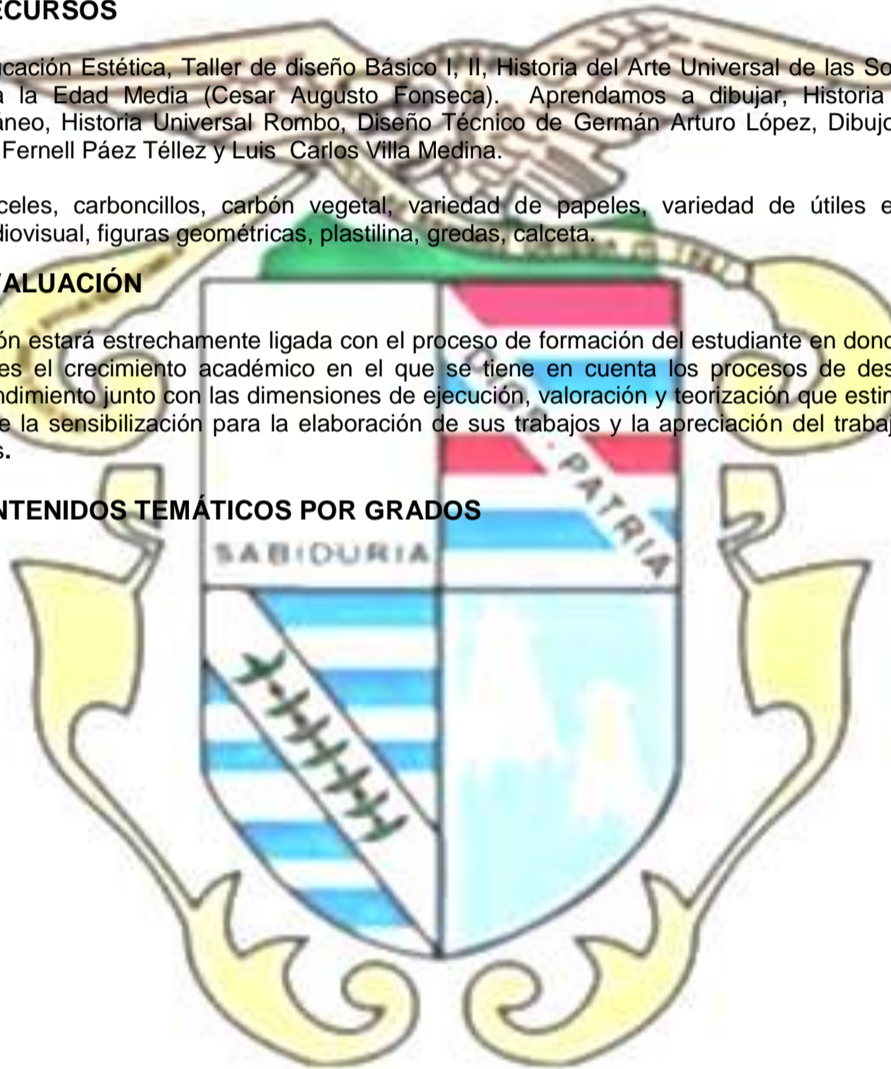 ECURSOS
cación Estética, Taller de diseño Básico I, II, Historia del Arte Universal de las So
a la Edad Media (Cesar Augusto Fonseca). Aprendamos a dibujar, Historia
áneo, Historia Universal Rombo, Diseño Técnico de Germán Arturo López, Dibujo
Fernell Páez Téllez y Luis Carlos Villa Medina.
celes, carboncillos, carbón vegetal, variedad de papeles, variedad de útiles e
diovisual, figuras geométricas, plastilina, gredas, calceta.
VALUACIÓN
ón estará estrechamente ligada con el proceso de formación del estudiante en dond
es el crecimiento académico en el que se tiene en cuenta los procesos de des
ndimiento junto con las dimensiones de ejecución, valoración y teorización que estin
e la sensibilización para la elaboración de sus trabajos y la apreciación del trabaj
s.
NTENIDOS TEMÁTICOS POR GRADOS
PATRIA
SABIDURIA